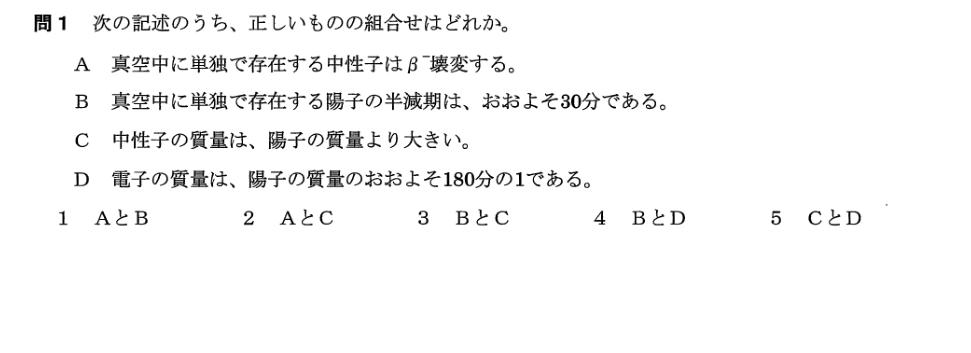 問1 次の記述のうち、正しいものの組合せはどれか。
A 真空中に単独で存在する中性子はβ⁻壊変する。
B 真空中に単独で存在する陽子の半減期は、おおよそ30分である。
C 中性子の質量は、陽子の質量より大きい。
D 電子の質量は、陽子の質量のおおよそ180分の1である。
1 AとB 2 AとC 3 BとC 4 BとD 5 CとD